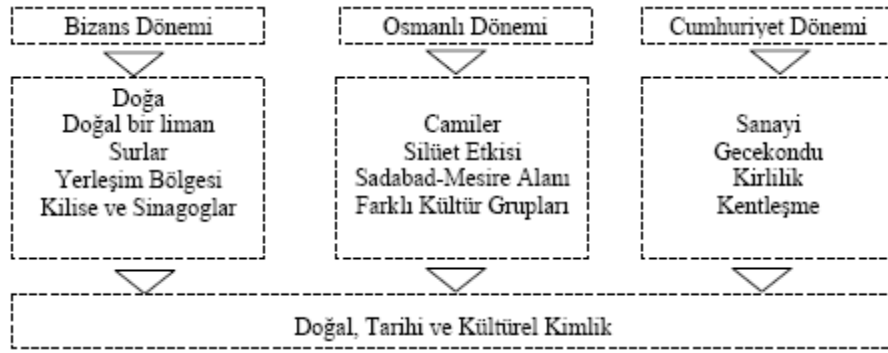 Bizans Dönemi
Osmanlı Dönemi
Cumhuriyet Dönemi
Doğa
Doğal bir liman
Surlar
Yerleşim Bölgesi
Kilise ve Sinagoglar
Camiler
Silüet Etkisi
Sadabad-Mesire Alanı
Farklı Kültür Grupları
Sanayi
Gecekondu
Kirlilik
Kentleşme
Doğal, Tarihi ve Kültürel Kimlik